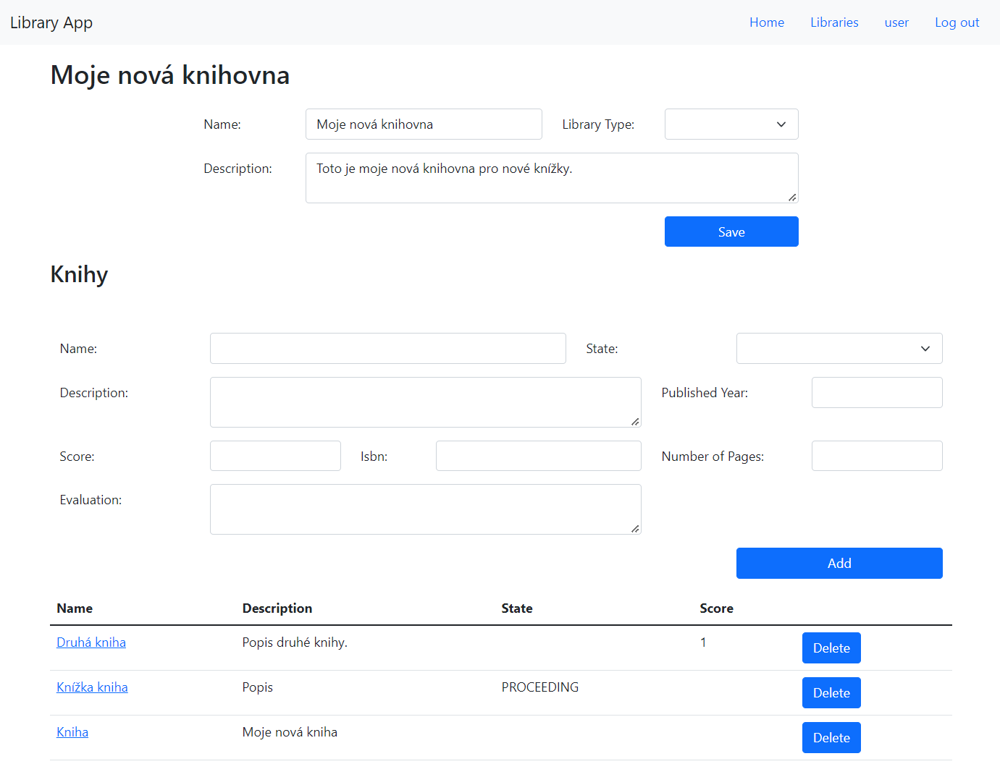 Library App Home Libraries user Log out
Moje nová knihovna
Name: Moje nová knihovna Library Type:
Description: Toto je moje nová knihovna pro nové knížky.
Save
Knihy
Name: State:
Description: Published Year:
Score: Isbn: Number of Pages:
Evaluation:
Add
Name Description State Score
Druhá kniha Popis druhé knihy. 1 Delete
Knížka kniha Popis PROCEEDING Delete
Kniha Moje nová kniha Delete